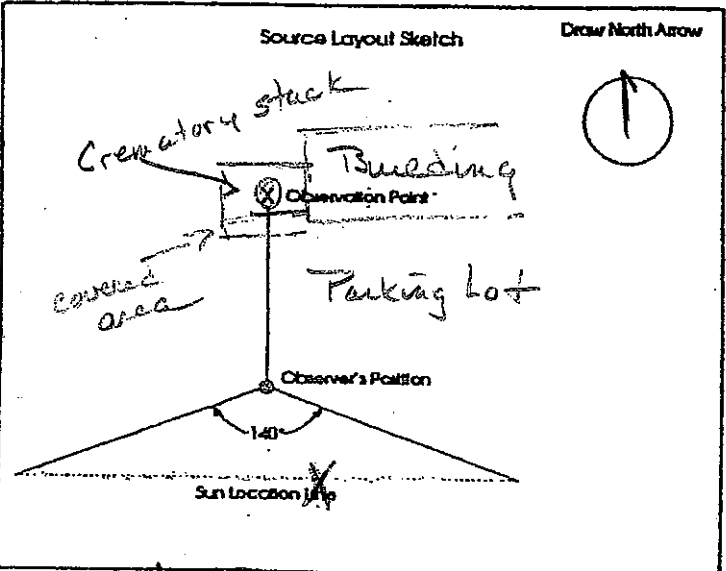 Source Layout Sketch
Draw North Arrow
Crematory stack
Building
Observation Point
covered
area
Parking Lot
Observer's Position
140°
Sun Location Line
X